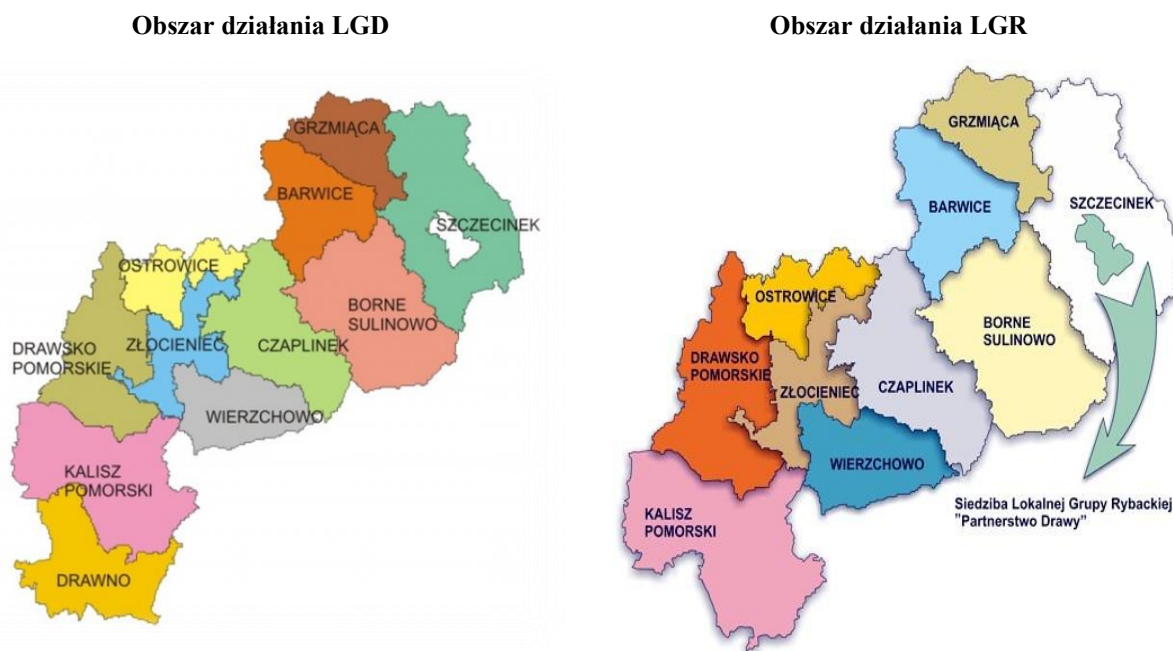 Obszar działania LGD
GRZMIĄCA
BARWICE
SZCZECINEK
OSTROWICE
BORNE
SULINOWO
DRAWSKO
POMORSKIE
ZŁOCIENIEC
CZAPLINEK
WIERZCHOWO
KALISZ
POMORSKI
DRAWNO
Obszar działania LGR
GRZMIĄCA
SZCZECINEK
BARWICE
OSTROWICE
BORNE
SULINOWO
DRAWSKO
POMORSKIE
ZŁOCIENIEC
CZAPLINEK
WIERZCHOWO
KALISZ
POMORSKI
Siedziba Lokalnej Grupy Rybackiej
"Partnerstwo Drawy"